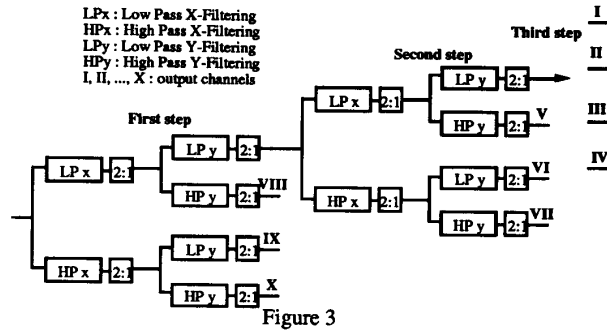 LPx : Low Pass X-Filtering
HPx : High Pass X-Filtering
LPy : Low Pass Y-Filtering
HPy : High Pass Y-Filtering
I, II, ..., X : output channels
First step
Second step
Third step
I
II
III
IV
LP x 2:1 LP y 2:1
HP y 2:1 V
HP x 2:1 LP y 2:1 VI
HP y 2:1 VII
LP x 2:1 LP y 2:1
HP y 2:1 VIII
HP x 2:1 LP y 2:1 IX
HP y 2:1 X
Figure 3